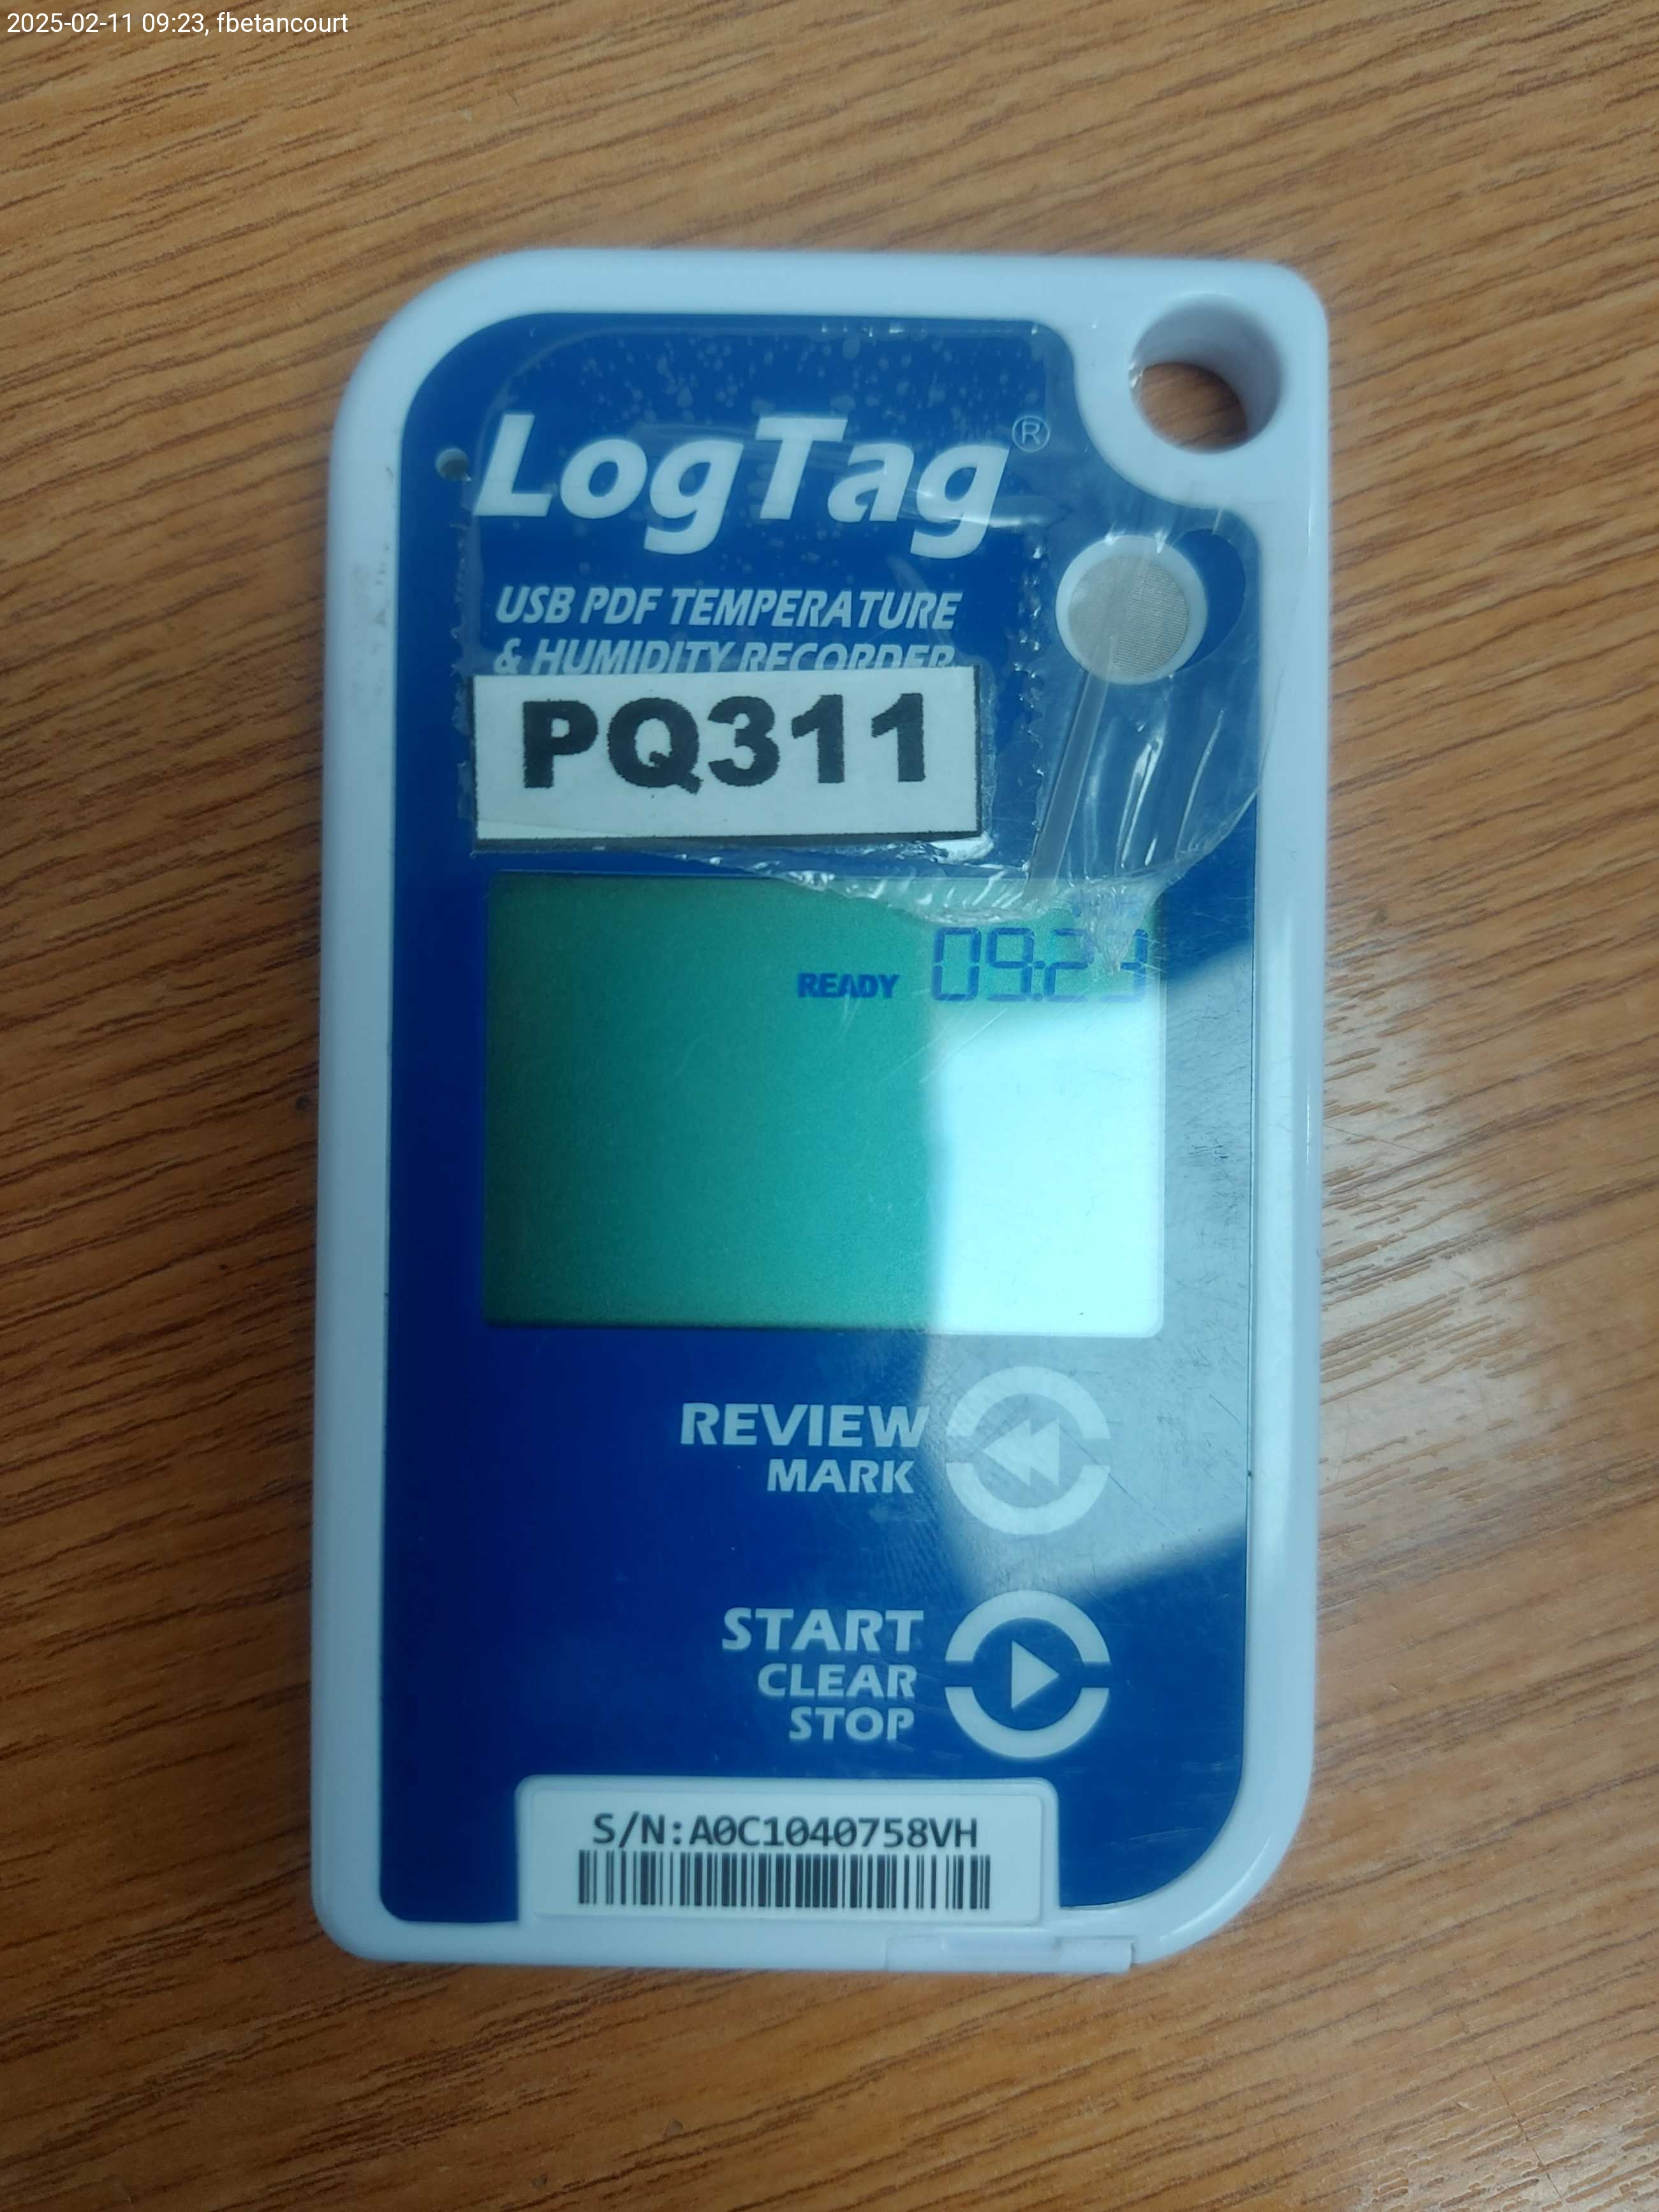 2025-02-11 09:23, fbetancourt
LogTag®
USB PDF TEMPERATURE
& HUMIDITY RECORDER
PQ311
READY 09:23
REVIEW
MARK
START
CLEAR
STOP
S/N:A0C1040758VH